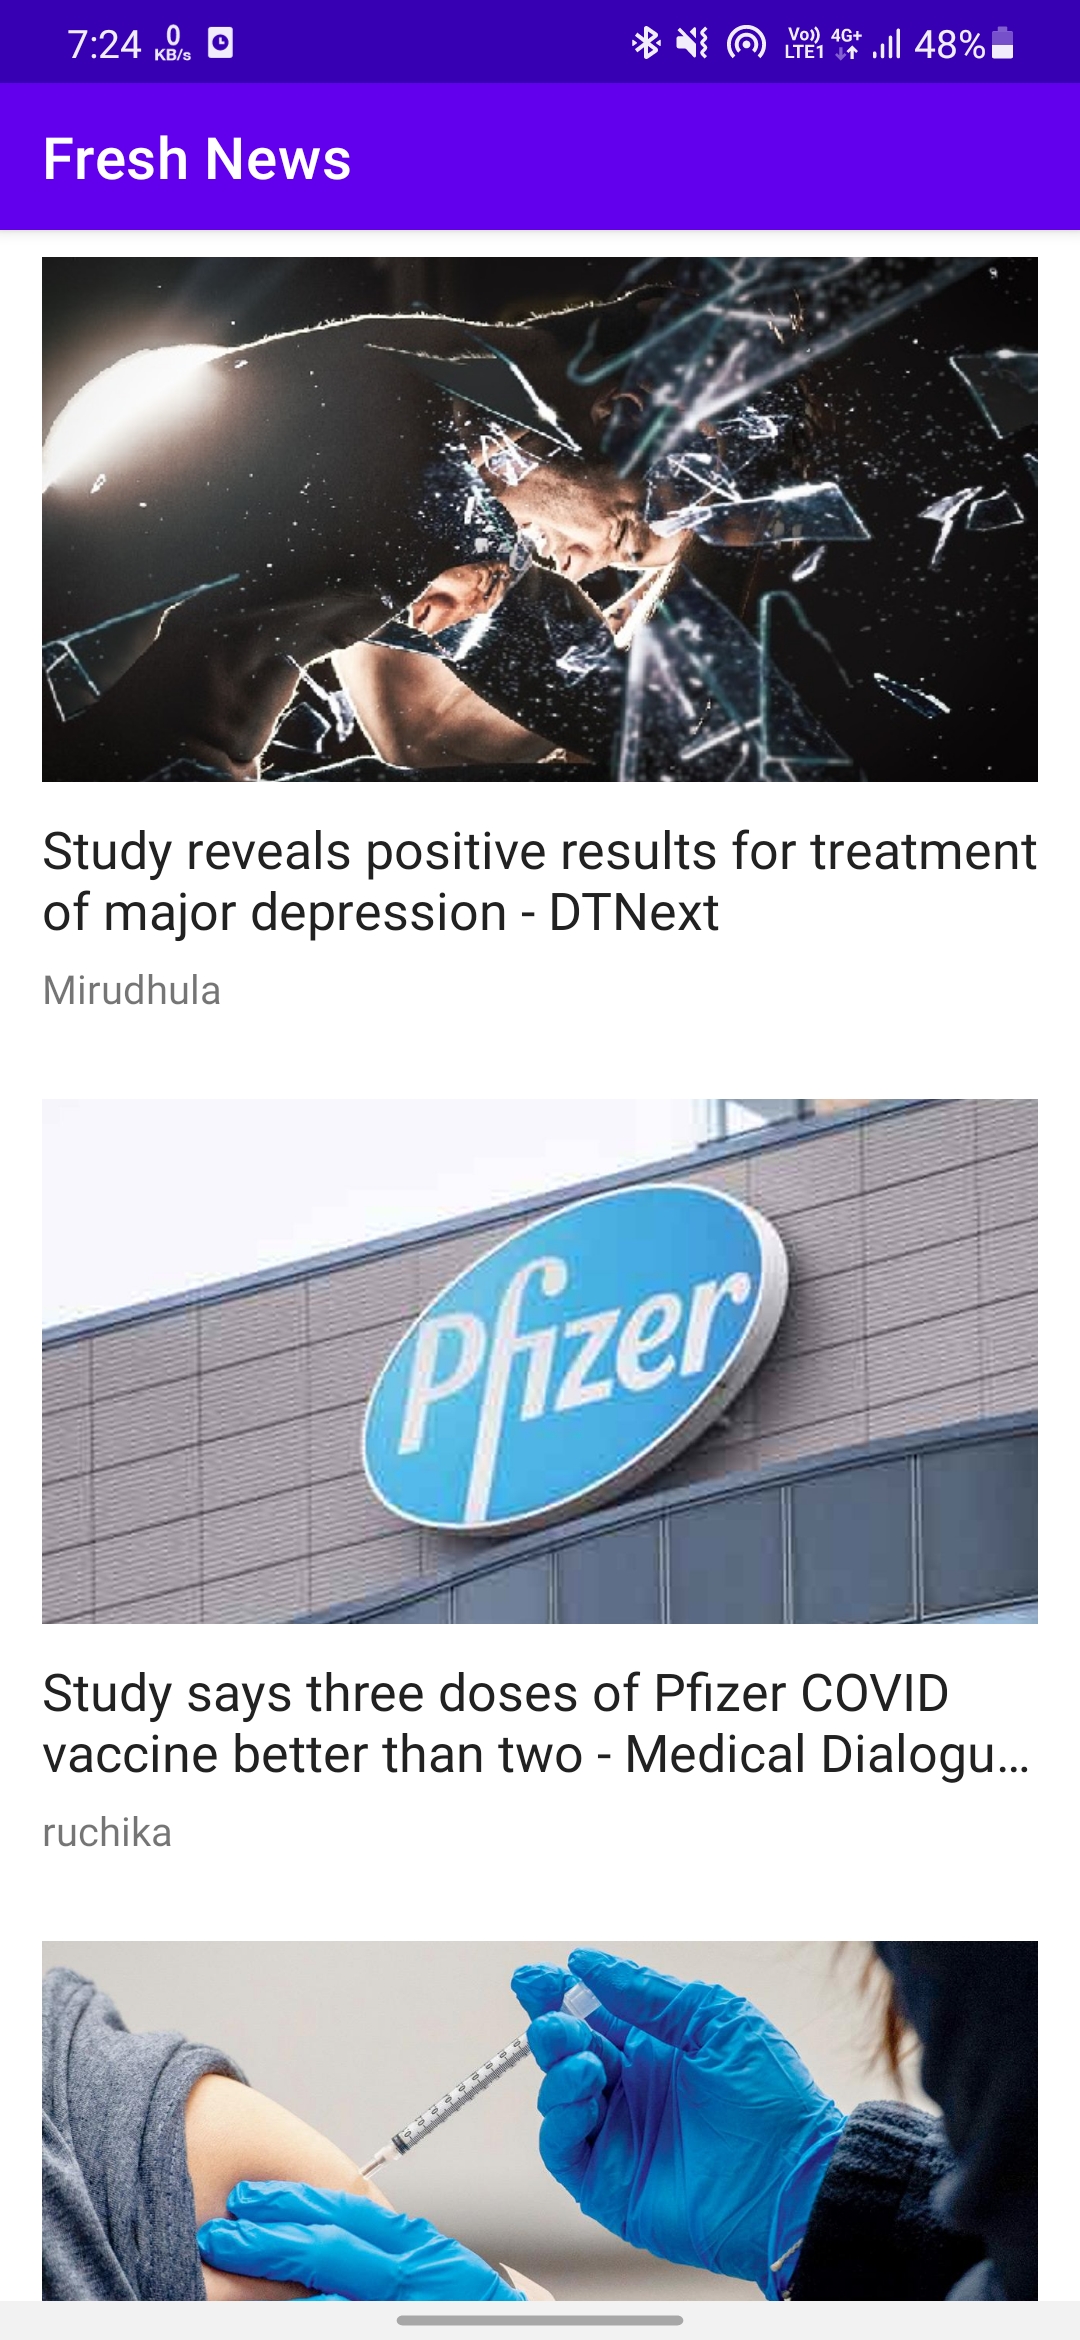 7:24 0 KB/s Vo)) LTE1 4G+ 48%
Fresh News
Study reveals positive results for treatment
of major depression - DTNext
Mirudhula
Pfizer
Study says three doses of Pfizer COVID
vaccine better than two - Medical Dialogu...
ruchika